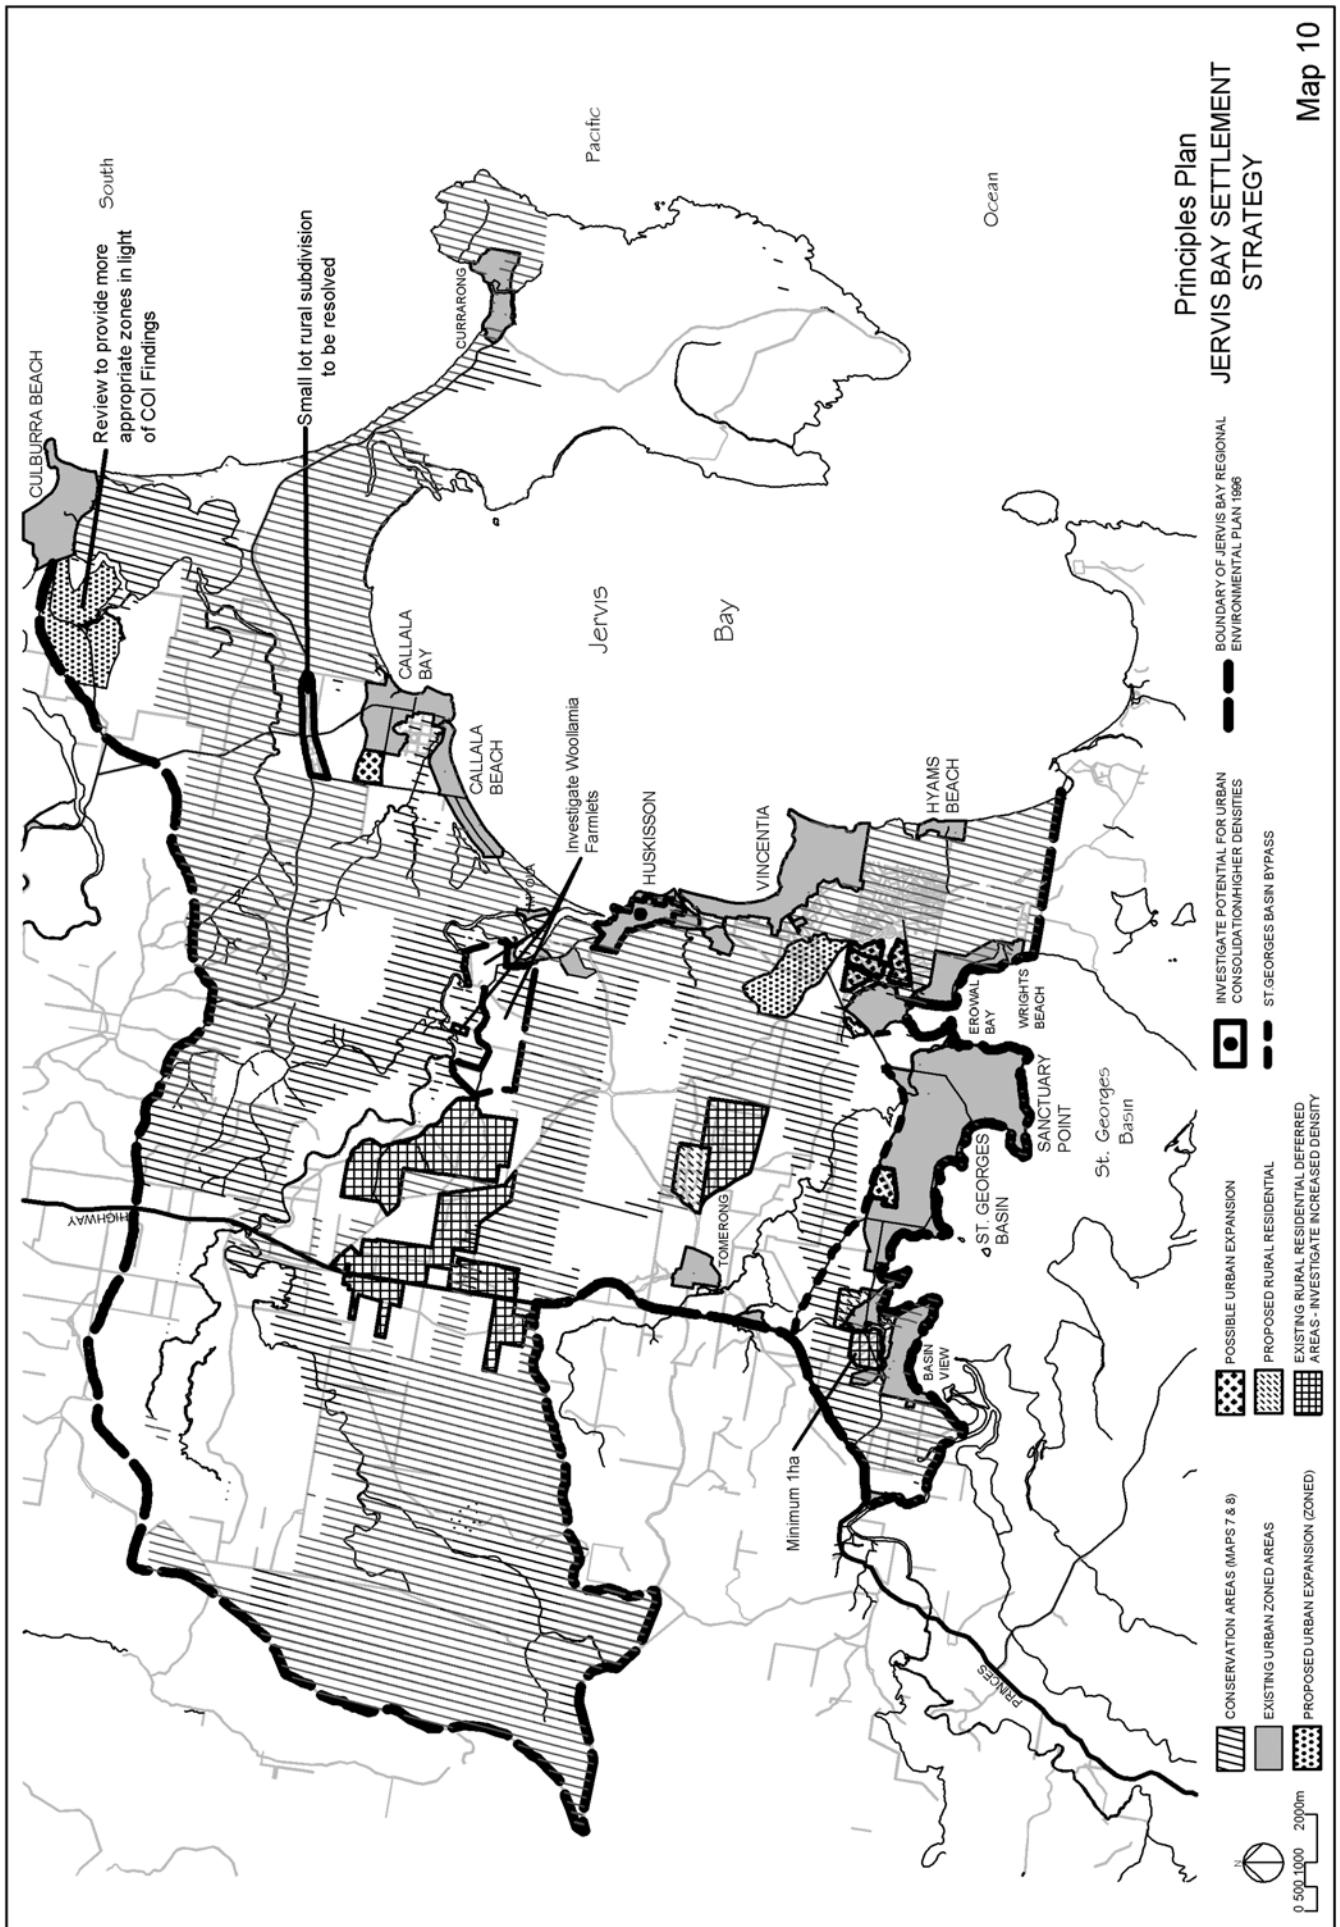 CULBURRA BEACH
Review to provide more
appropriate zones in light
of COI Findings
South
Small lot rural subdivision
to be resolved
CURRARONG
Pacific
Ocean
HIGHWAY
CALLALA
BAY
CALLALA
BEACH
Jervis
Bay
Investigate Woollamia
Farmlets
HUSKISSON
VINCENTIA
HYAMS
BEACH
TOMERONG
EROWAL
BAY
WRIGHTS
BEACH
SANCTUARY
POINT
ST. GEORGES
BASIN
St. Georges
Basin
BASIN
VIEW
Minimum 1ha
PRINCES
Principles Plan
JERVIS BAY SETTLEMENT
STRATEGY
Map 10
N
0 500 1000 2000m
CONSERVATION AREAS (MAPS 7 & 8)
EXISTING URBAN ZONED AREAS
PROPOSED URBAN EXPANSION (ZONED)
POSSIBLE URBAN EXPANSION
PROPOSED RURAL RESIDENTIAL
EXISTING RURAL RESIDENTIAL DEFERRED
AREAS - INVESTIGATE INCREASED DENSITY
INVESTIGATE POTENTIAL FOR URBAN
CONSOLIDATION/HIGHER DENSITIES
ST.GEORGES BASIN BYPASS
BOUNDARY OF JERVIS BAY REGIONAL
ENVIRONMENTAL PLAN 1996